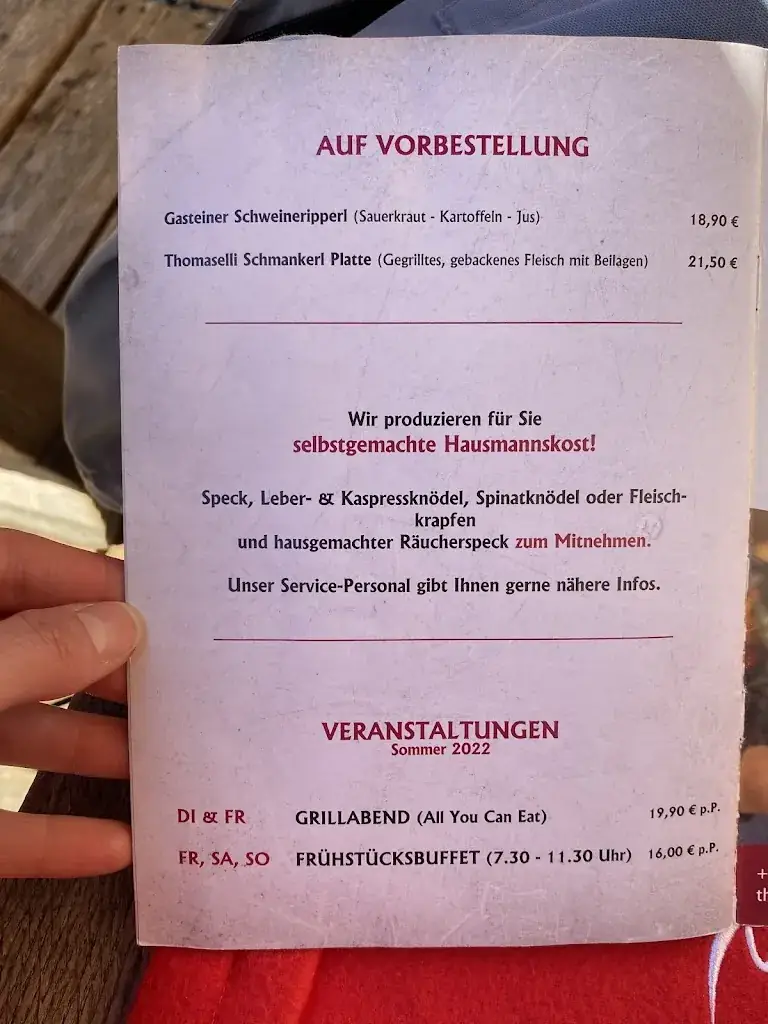 AUF VORBESTELLUNG
Gasteiner Schweineripperl (Sauerkraut - Kartoffeln - Jus) 18,90 €
Thomaselli Schmankerl Platte (Gegrilltes, gebackenes Fleisch mit Beilagen) 21,50 €
Wir produzieren für Sie
selbstgemachte Hausmannskost!
Speck, Leber- & Kaspressknödel, Spinatknödel oder Fleisch-
krapfen
und hausgemachter Räucherspeck zum Mitnehmen.
Unser Service-Personal gibt Ihnen gerne nähere Infos.
VERANSTALTUNGEN
Sommer 2022
DI & FR GRILLABEND (All You Can Eat) 19,90 € p.P.
FR, SA, SO FRÜHSTÜCKSBUFFET (7.30 - 11.30 Uhr) 16,00 € p.P.
+
th